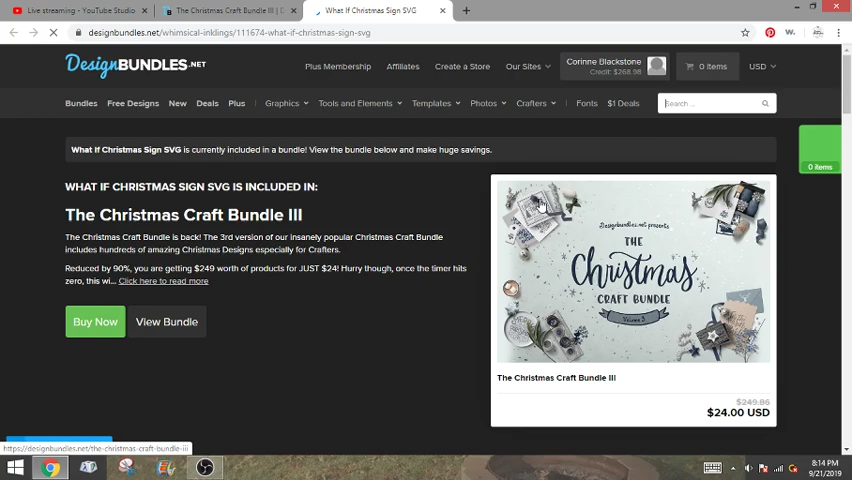 Live streaming - YouTube Studio
The Christmas Craft Bundle III | D
What If Christmas Sign SVG
designbundles.net/whimsical-inklings/111674-what-if-christmas-sign-svg
DesignBUNDLES.NET
Plus Membership Affiliates Create a Store Our Sites
Corinne Blackstone
Credit: $268.98
0 Items
USD
Bundles Free Designs New Deals Plus Graphics Tools and Elements Templates Photos Crafters Fonts $1 Deals
Search ...
What If Christmas Sign SVG is currently included in a bundle! View the bundle below and make huge savings.
0 items
WHAT IF CHRISTMAS SIGN SVG IS INCLUDED IN:
The Christmas Craft Bundle III
The Christmas Craft Bundle is back! The 3rd version of our insanely popular Christmas Craft Bundle
includes hundreds of amazing Christmas Designs especially for Crafters.
Reduced by 90%, you are getting $249 worth of products for JUST $24! Hurry though, once the timer hits
zero, this wi... Click here to read more
Buy Now
View Bundle
Designbundles.net presents
THE
Christmas
CRAFT BUNDLE
Volume 3
The Christmas Craft Bundle III
$249.86
$24.00 USD
https://designbundles.net/the-christmas-craft-bundle-iii
8:14 PM
9/21/2019